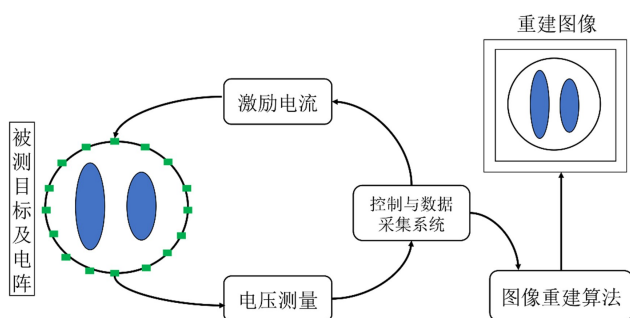 重建图像
激励电流
被测目标及电阵
控制与数据
采集系统
电压测量
图像重建算法